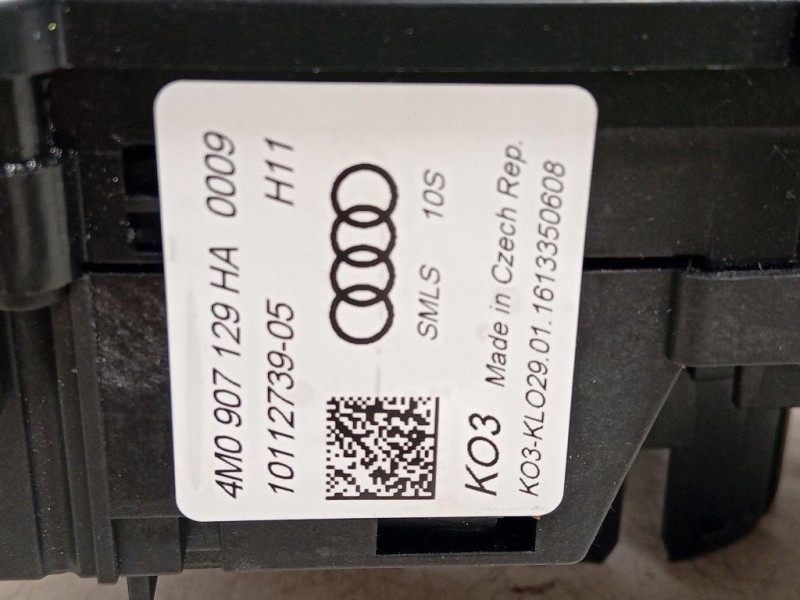 4M0 907 129 HA 0009
10112739-05 H11
SMLS 10S
KO3 Made in Czech Rep.
KO3-KLO29.01.1613350608